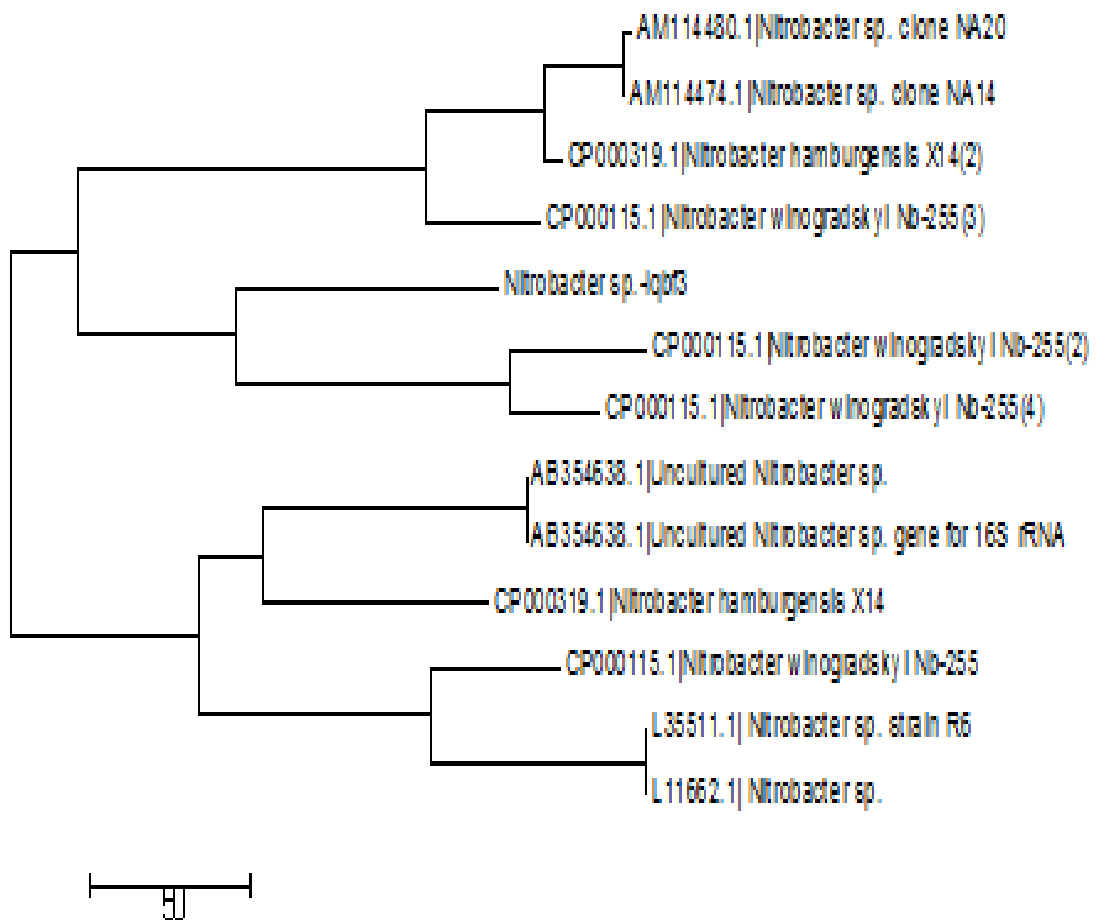 AM114480.1|Nitrobacter sp. clone NA20
AM114474.1|Nitrobacter sp. clone NA14
CP000319.1|Nitrobacter hamburgensis X14(2)
CP000115.1|Nitrobacter winogradskyi Nb-255(3)
Nitrobacter sp.-Iqbf3
CP000115.1|Nitrobacter winogradskyi Nb-255(2)
CP000115.1|Nitrobacter winogradskyi Nb-255(4)
AB354638.1|Uncultured Nitrobacter sp.
AB354638.1|Uncultured Nitrobacter sp. gene for 16S rRNA
CP000319.1|Nitrobacter hamburgensis X14
CP000115.1|Nitrobacter winogradskyi Nb-255
L35511.1| Nitrobacter sp. strain R6
L11662.1| Nitrobacter sp.